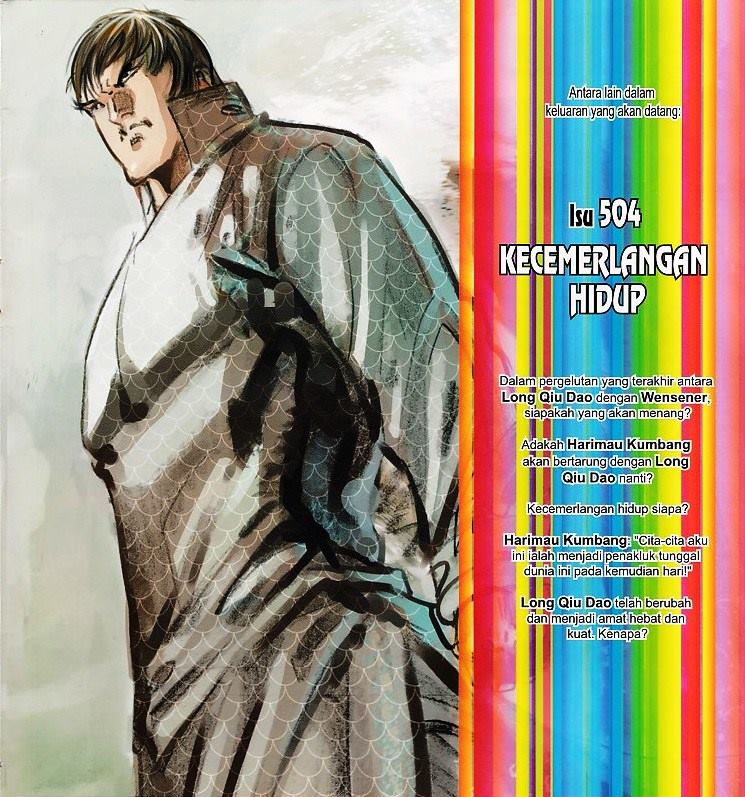 Antara lain dalam
keluaran yang akan datang:
Isu 504
KECEMERLANGAN
HIDUP
Dalam pergelutan yang terakhir antara
Long Qiu Dao dengan Wensener,
siapakah yang akan menang?
Adakah Harimau Kumbang
akan bertarung dengan Long
Qiu Dao nanti?
Kecemerlangan hidup siapa?
Harimau Kumbang: "Cita-cita aku
ini ialah menjadi penakluk tunggal
dunia ini pada kemudian hari!"
Long Qiu Dao telah berubah
dan menjadi amat hebat dan
kuat. Kenapa?